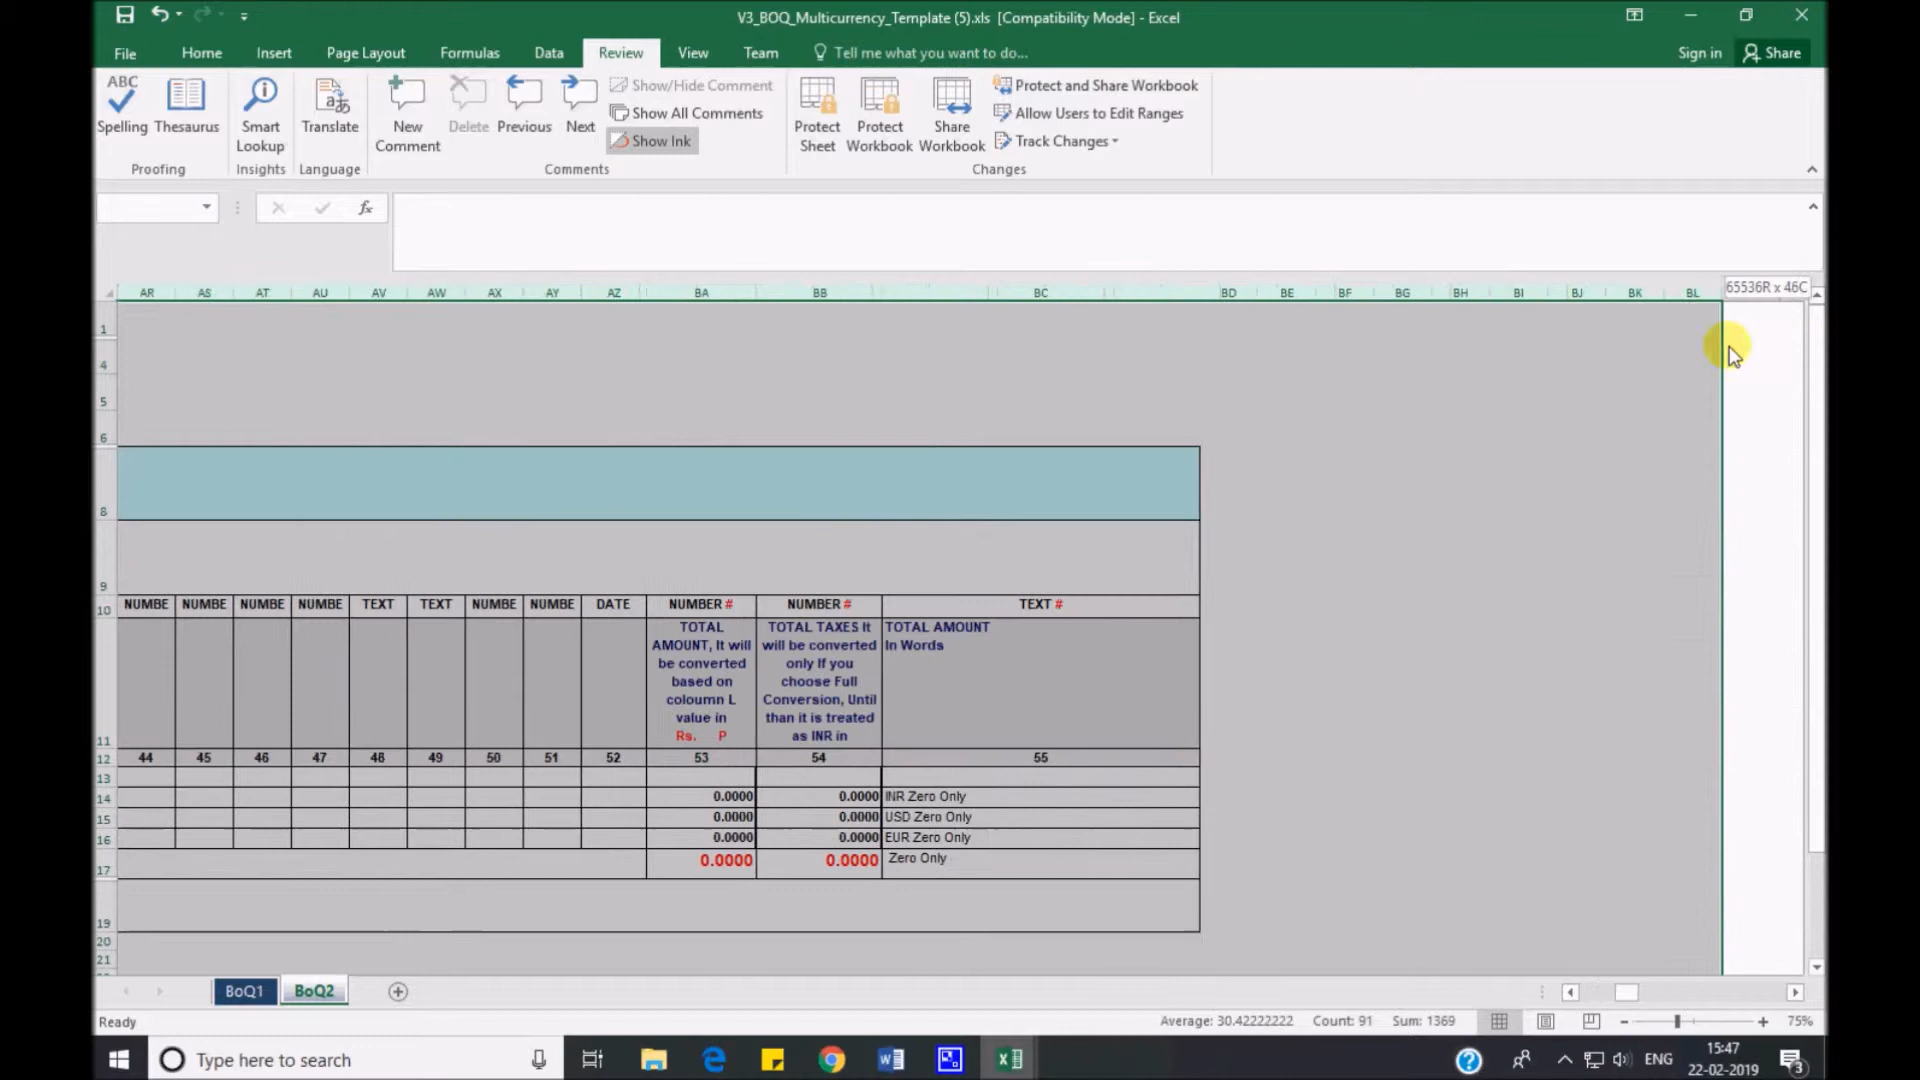 V3_BOQ_Multicurrency_Template (5).xls [Compatibility Mode] - Excel
File Home Insert Page Layout Formulas Data Review View Team Tell me what you want to do... Sign in Share
ABC
Spelling Thesaurus Smart Lookup Translate New Comment Delete Previous Next
Show/Hide Comment
Show All Comments
Show Ink
Protect Sheet Protect Workbook Share Workbook
Protect and Share Workbook
Allow Users to Edit Ranges
Track Changes
Proofing Insights Language Comments Changes
fx
AR AS AT AU AV AW AX AY AZ BA BB BC BD BE BF BG BH BI BJ BK BL 65536R x 46C
1
4
5
6
8
9
10 NUMBE NUMBE NUMBE NUMBE TEXT TEXT NUMBE NUMBE DATE NUMBER # NUMBER # TEXT #
TOTAL AMOUNT, It will be converted based on coloumn L value in Rs. P
TOTAL TAXES It will be converted only If you choose Full Conversion, Until than it is treated as INR in
TOTAL AMOUNT In Words
11
12 44 45 46 47 48 49 50 51 52 53 54 55
13
14 0.0000 0.0000 INR Zero Only
15 0.0000 0.0000 USD Zero Only
16 0.0000 0.0000 EUR Zero Only
17 0.0000 0.0000 Zero Only
19
20
21
BoQ1 BoQ2
Ready Average: 30.42222222 Count: 91 Sum: 1369 75%
Type here to search ENG 15:47
22-02-2019 3